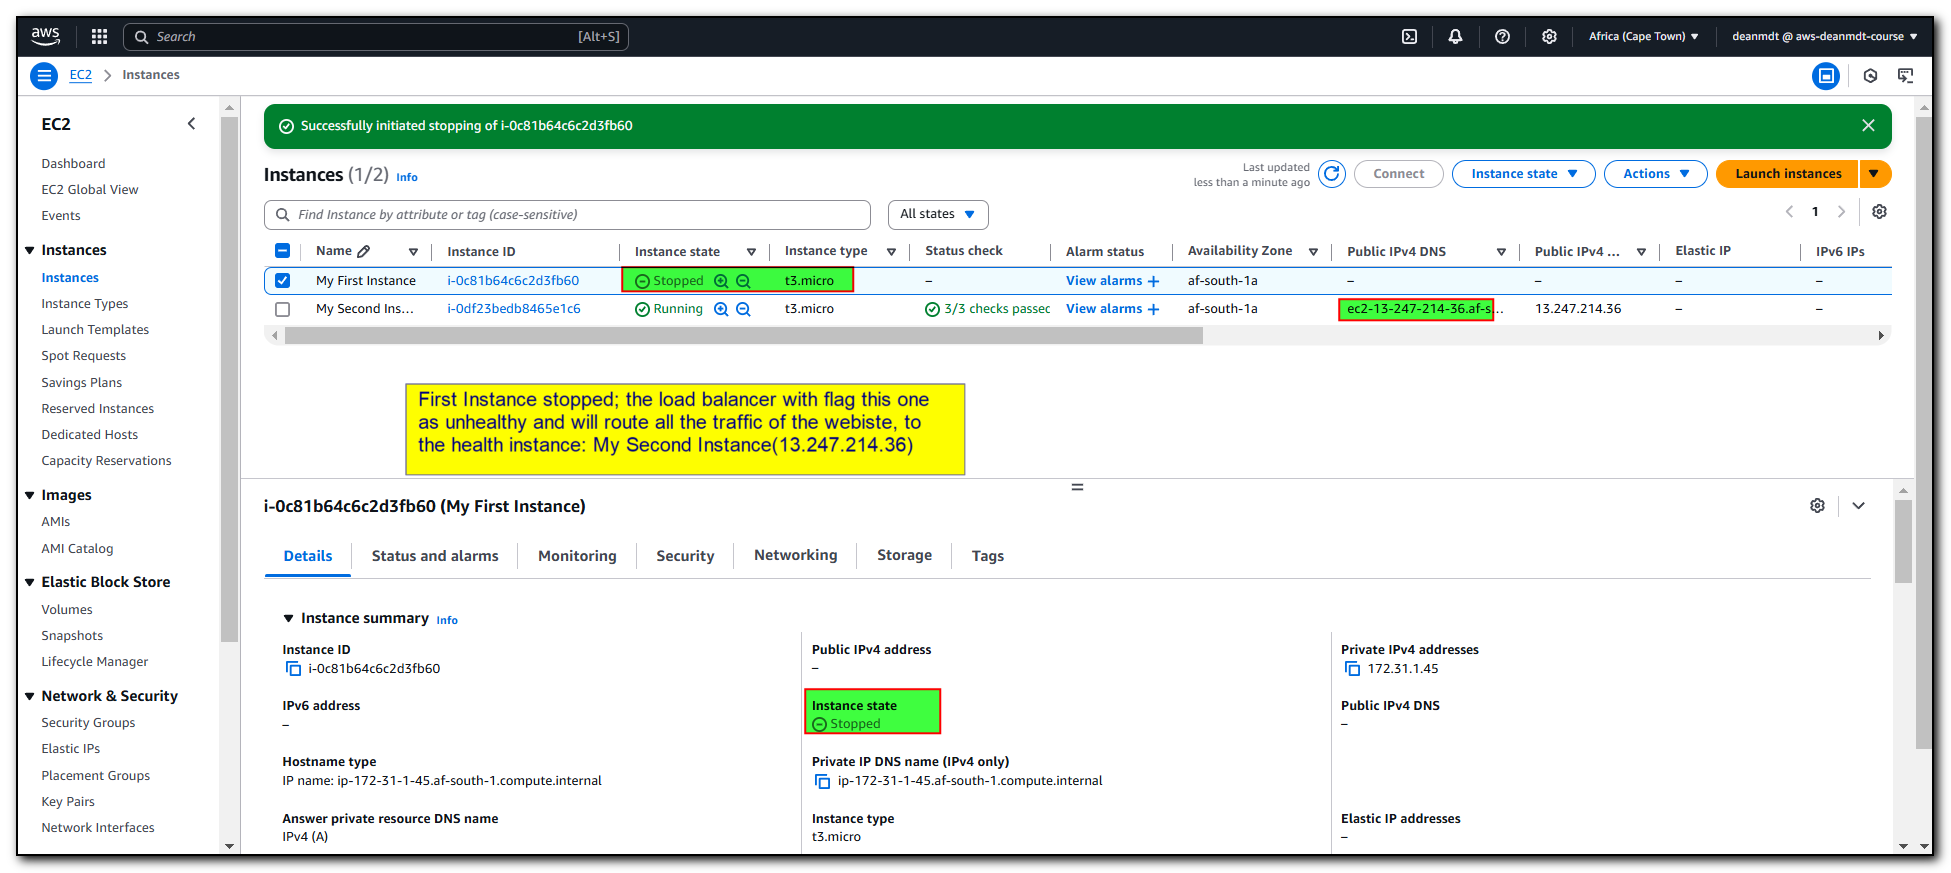 aws
Search
[Alt+S]
Africa (Cape Town)
deanmdt @ aws-deanmdt-course
EC2
Instances
EC2
Dashboard
EC2 Global View
Events
Instances
Instances
Instance Types
Launch Templates
Spot Requests
Savings Plans
Reserved Instances
Dedicated Hosts
Capacity Reservations
Images
AMIs
AMI Catalog
Elastic Block Store
Volumes
Snapshots
Lifecycle Manager
Network & Security
Security Groups
Elastic IPs
Placement Groups
Key Pairs
Network Interfaces
Successfully initiated stopping of i-0c81b64c6c2d3fb60
Instances (1/2) Info
Last updated
less than a minute ago
Connect
Instance state
Actions
Launch instances
Find Instance by attribute or tag (case-sensitive)
All states
1
Name Instance ID Instance state Instance type Status check Alarm status Availability Zone Public IPv4 DNS Public IPv4 ... Elastic IP IPv6 IPs
My First Instance i-0c81b64c6c2d3fb60 Stopped t3.micro – View alarms + af-south-1a – – – –
My Second Ins... i-0df23bedb8465e1c6 Running t3.micro 3/3 checks passec View alarms + af-south-1a ec2-13-247-214-36.af-s... 13.247.214.36 – –
First Instance stopped; the load balancer with flag this one
as unhealthy and will route all the traffic of the webiste, to
the health instance: My Second Instance(13.247.214.36)
i-0c81b64c6c2d3fb60 (My First Instance)
Details
Status and alarms
Monitoring
Security
Networking
Storage
Tags
Instance summary Info
Instance ID
i-0c81b64c6c2d3fb60
Public IPv4 address
–
Private IPv4 addresses
172.31.1.45
IPv6 address
–
Instance state
Stopped
Public IPv4 DNS
–
Hostname type
IP name: ip-172-31-1-45.af-south-1.compute.internal
Private IP DNS name (IPv4 only)
ip-172-31-1-45.af-south-1.compute.internal
Answer private resource DNS name
IPv4 (A)
Instance type
t3.micro
Elastic IP addresses
–